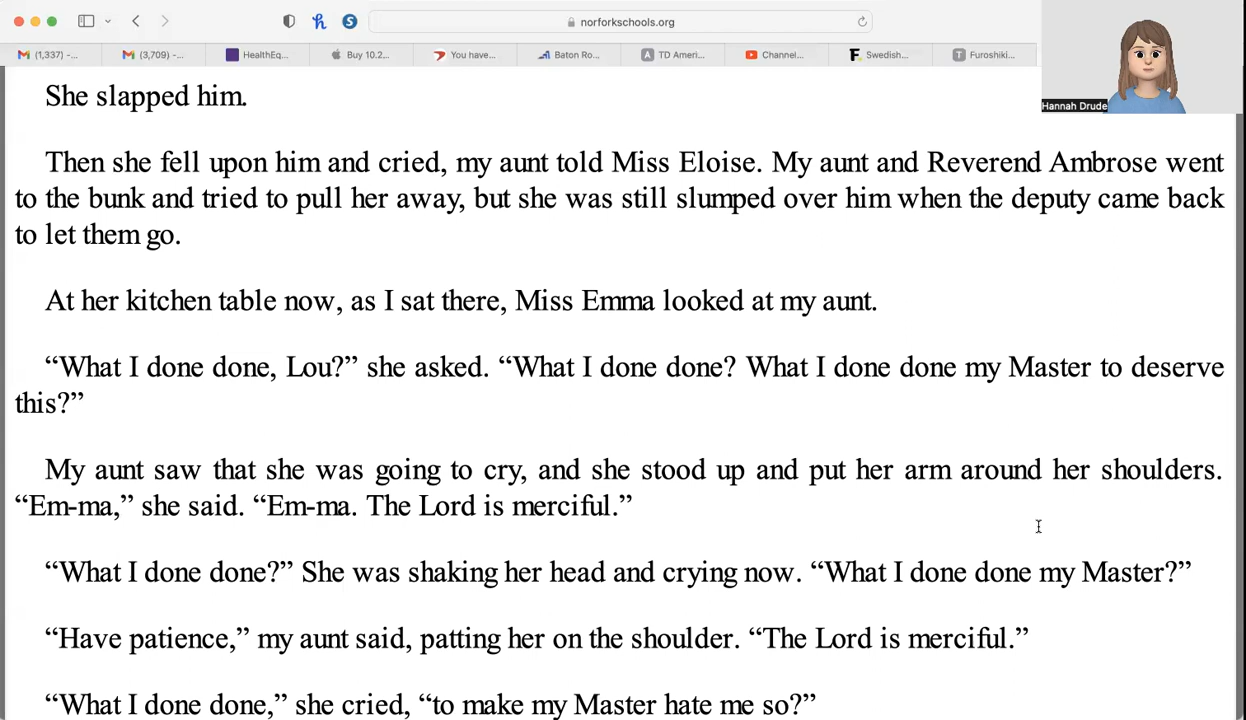 norforkschools.org
(1,337) –...
(3,709) –...
HealthEq...
Buy 10.2...
You have...
Baton Ro...
TD Ameri...
Channel...
Swedish...
Furoshiki...
Hannah Drude
She slapped him.
Then she fell upon him and cried, my aunt told Miss Eloise. My aunt and Reverend Ambrose went
to the bunk and tried to pull her away, but she was still slumped over him when the deputy came back
to let them go.
At her kitchen table now, as I sat there, Miss Emma looked at my aunt.
“What I done done, Lou?” she asked. “What I done done? What I done done my Master to deserve
this?”
My aunt saw that she was going to cry, and she stood up and put her arm around her shoulders.
“Em-ma,” she said. “Em-ma. The Lord is merciful.”
“What I done done?” She was shaking her head and crying now. “What I done done my Master?”
“Have patience,” my aunt said, patting her on the shoulder. “The Lord is merciful.”
“What I done done,” she cried, “to make my Master hate me so?”